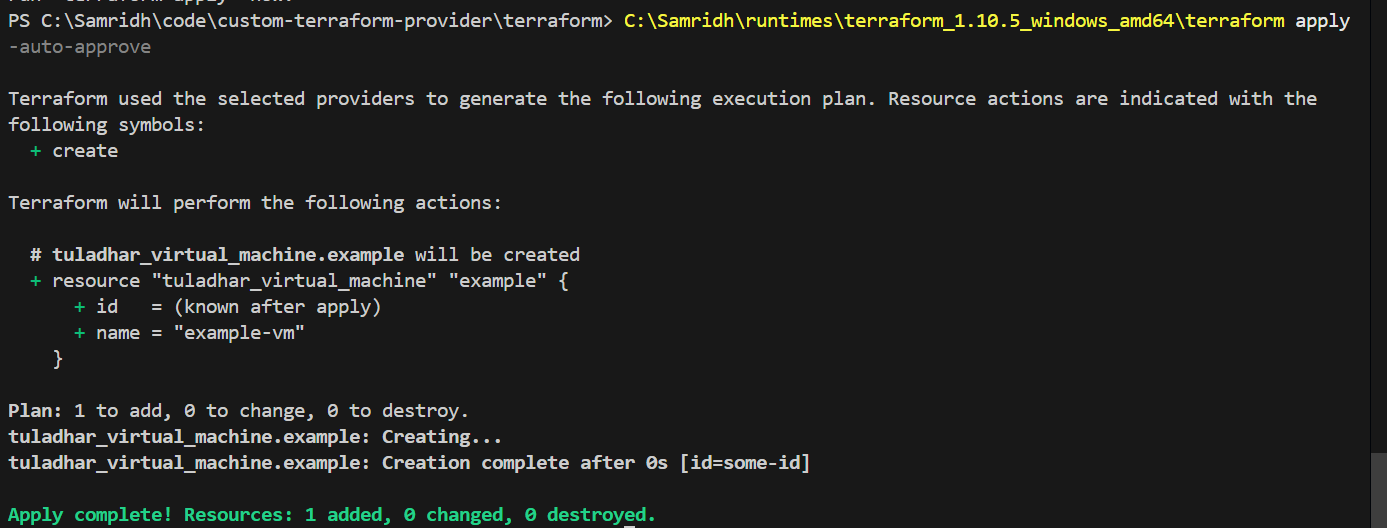 PS C:\Samridh\code\custom-terraform-provider\terraform> C:\Samridh\runtimes\terraform_1.10.5_windows_amd64\terraform apply
-auto-approve
Terraform used the selected providers to generate the following execution plan. Resource actions are indicated with the
following symbols:
  + create
Terraform will perform the following actions:
  # tuladhar_virtual_machine.example will be created
  + resource "tuladhar_virtual_machine" "example" {
      + id   = (known after apply)
      + name = "example-vm"
    }
Plan: 1 to add, 0 to change, 0 to destroy.
tuladhar_virtual_machine.example: Creating...
tuladhar_virtual_machine.example: Creation complete after 0s [id=some-id]
Apply complete! Resources: 1 added, 0 changed, 0 destroyed.